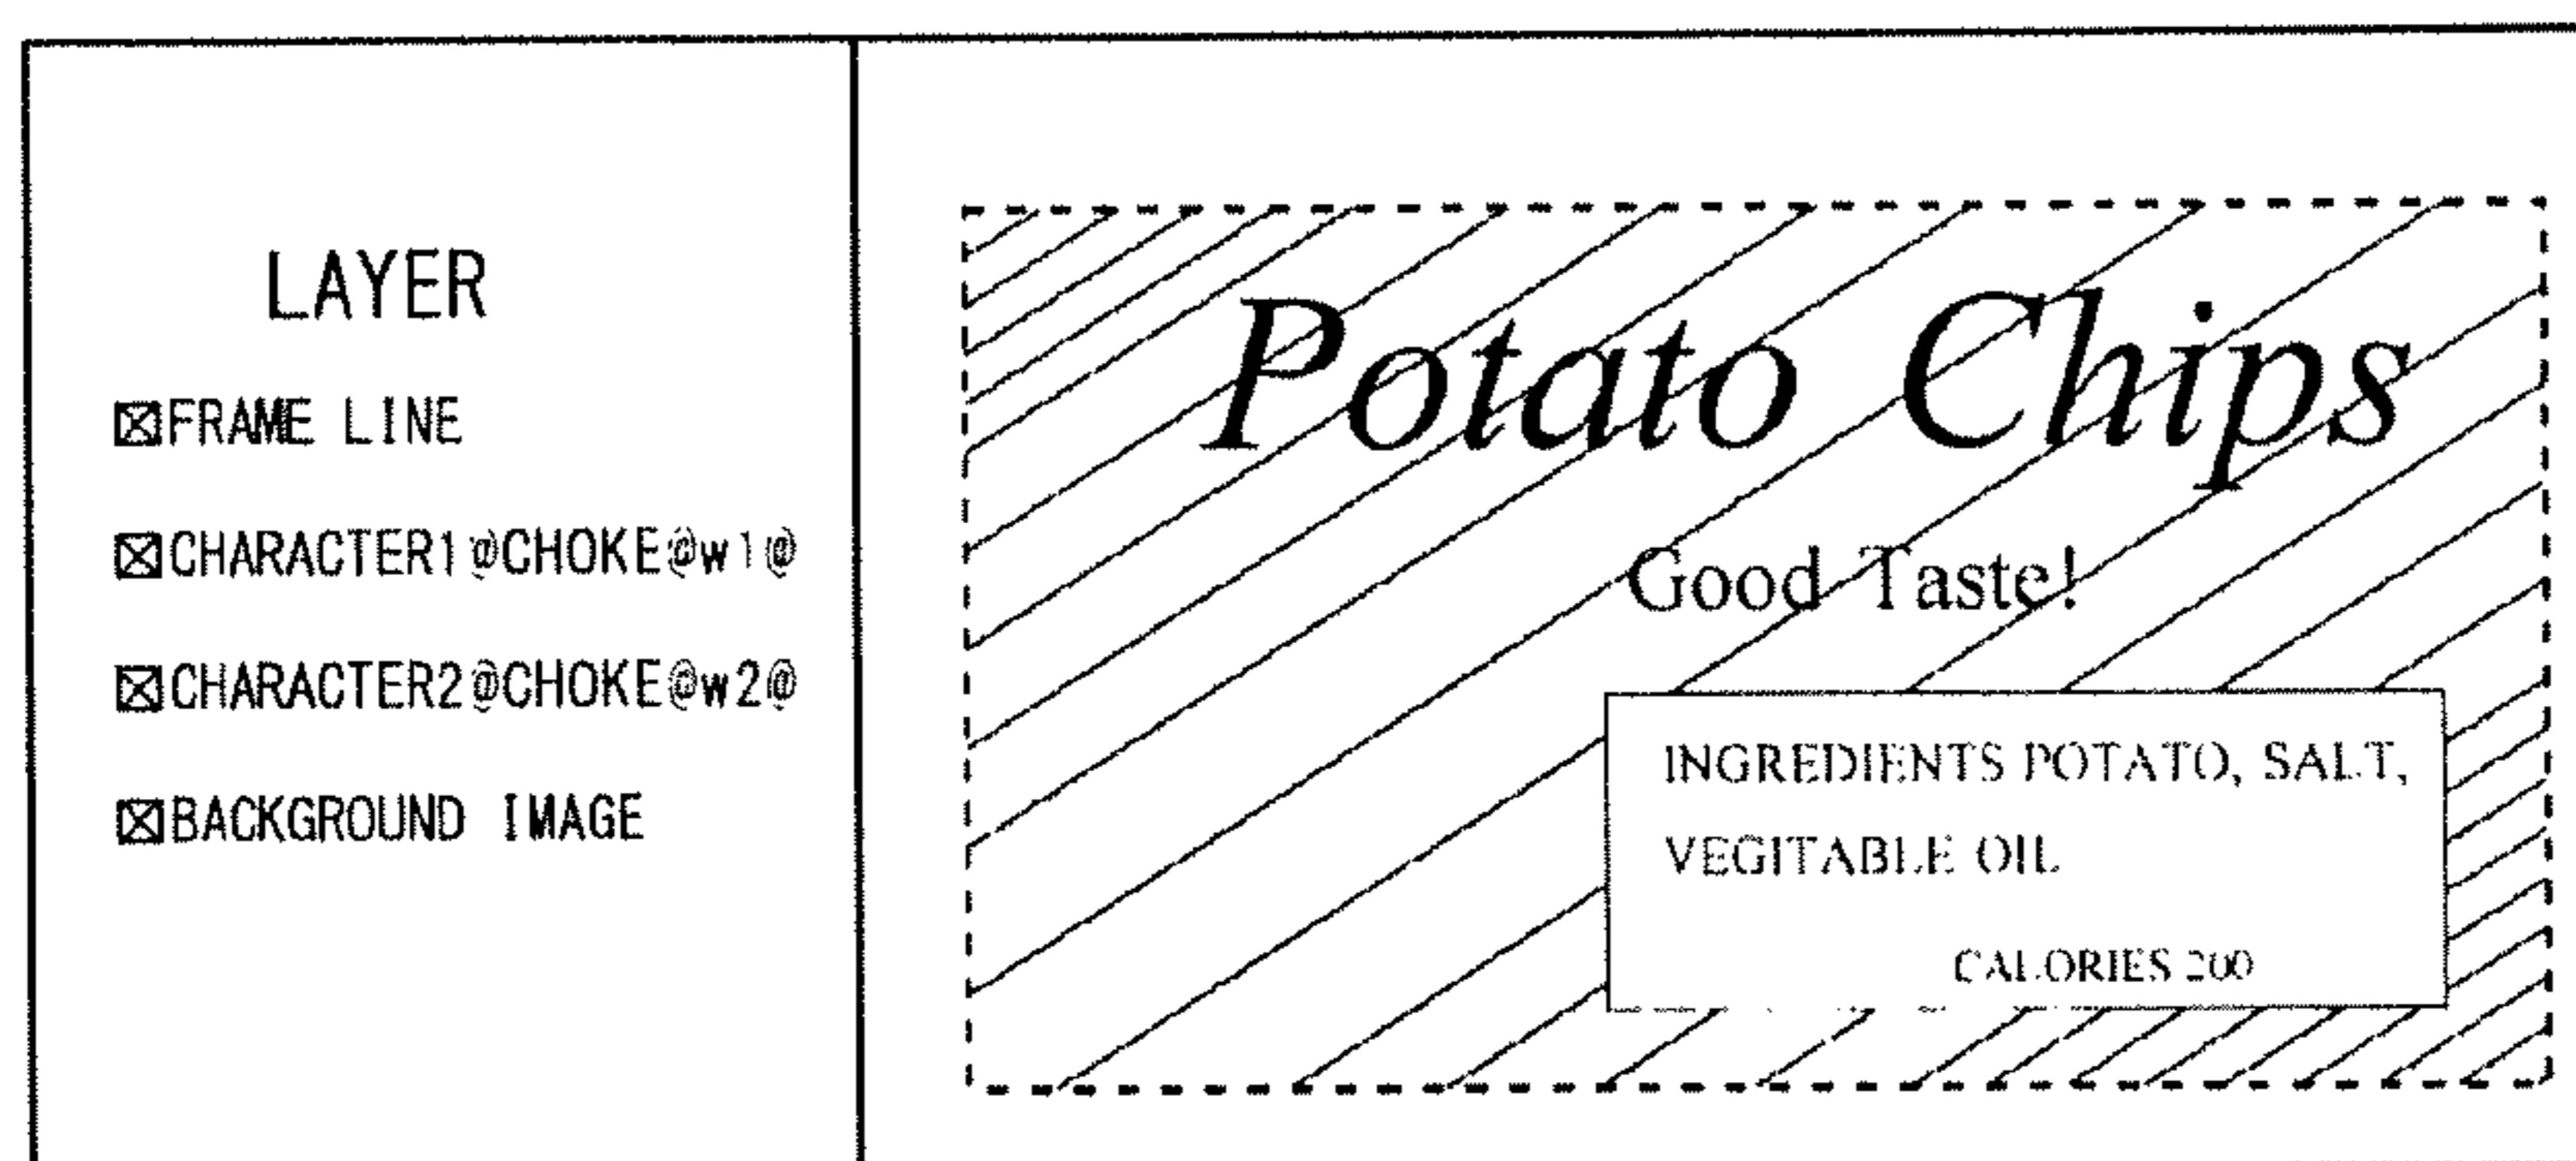 LAYER
FRAME LINE
CHARACTER1@CHOKE@w1@
CHARACTER2@CHOKE@w2@
BACKGROUND IMAGE
Potato Chips
Good Taste!
INGREDIENTS POTATO, SALT,
VEGITABLE OIL
CALORIES 200